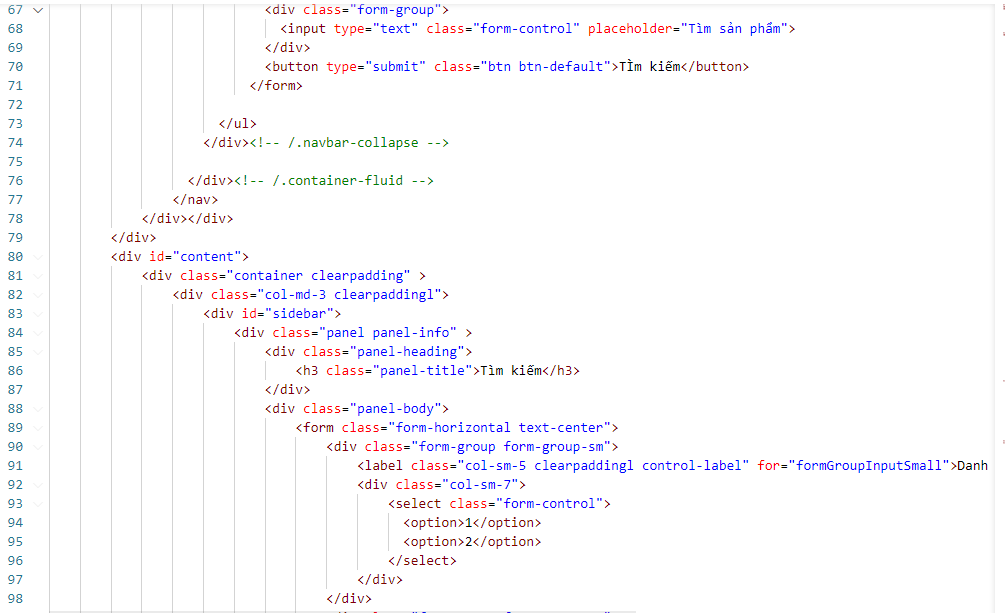 67 <div class="form-group">
68 <input type="text" class="form-control" placeholder="Tìm sản phẩm">
69 </div>
70 <button type="submit" class="btn btn-default">TÌm kiếm</button>
71 </form>
72
73 </ul>
74 </div><!-- /.navbar-collapse -->
75
76 </div><!-- /.container-fluid -->
77 </nav>
78 </div></div>
79 </div>
80 <div id="content">
81 <div class="container clearpadding" >
82 <div class="col-md-3 clearpaddingl">
83 <div id="sidebar">
84 <div class="panel panel-info" >
85 <div class="panel-heading">
86 <h3 class="panel-title">Tìm kiếm</h3>
87 </div>
88 <div class="panel-body">
89 <form class="form-horizontal text-center">
90 <div class="form-group form-group-sm">
91 <label class="col-sm-5 clearpaddingl control-label" for="formGroupInputSmall">Danh
92 <div class="col-sm-7">
93 <select class="form-control">
94 <option>1</option>
95 <option>2</option>
96 </select>
97 </div>
98 </div>